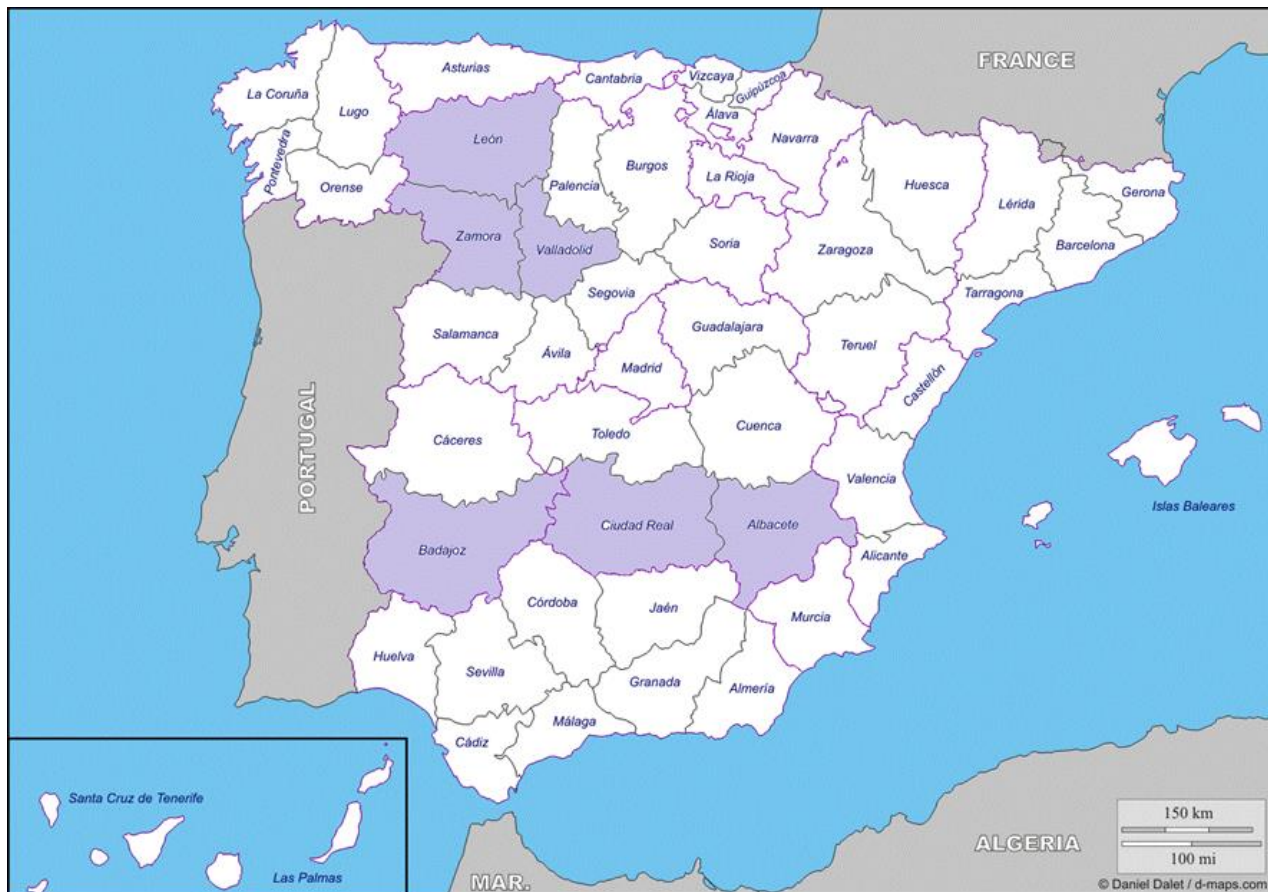 FRANCE
Asturias
Cantabria
Vizcaya
Guipúzcoa
La Coruña
Lugo
Álava
Navarra
León
Pontevedra
Orense
Palencia
Burgos
La Rioja
Huesca
Lérida
Gerona
Barcelona
Zamora
Valladolid
Soria
Zaragoza
Tarragona
Segovia
Salamanca
Ávila
Madrid
Guadalajara
Teruel
Castellón
PORTUGAL
Cáceres
Toledo
Cuenca
Valencia
Islas Baleares
Badajoz
Ciudad Real
Albacete
Alicante
Córdoba
Jaén
Murcia
Huelva
Sevilla
Granada
Almería
Málaga
Cádiz
Santa Cruz de Tenerife
Las Palmas
MAR.
ALGERIA
150 km
100 mi
© Daniel Dalet / d-maps.com